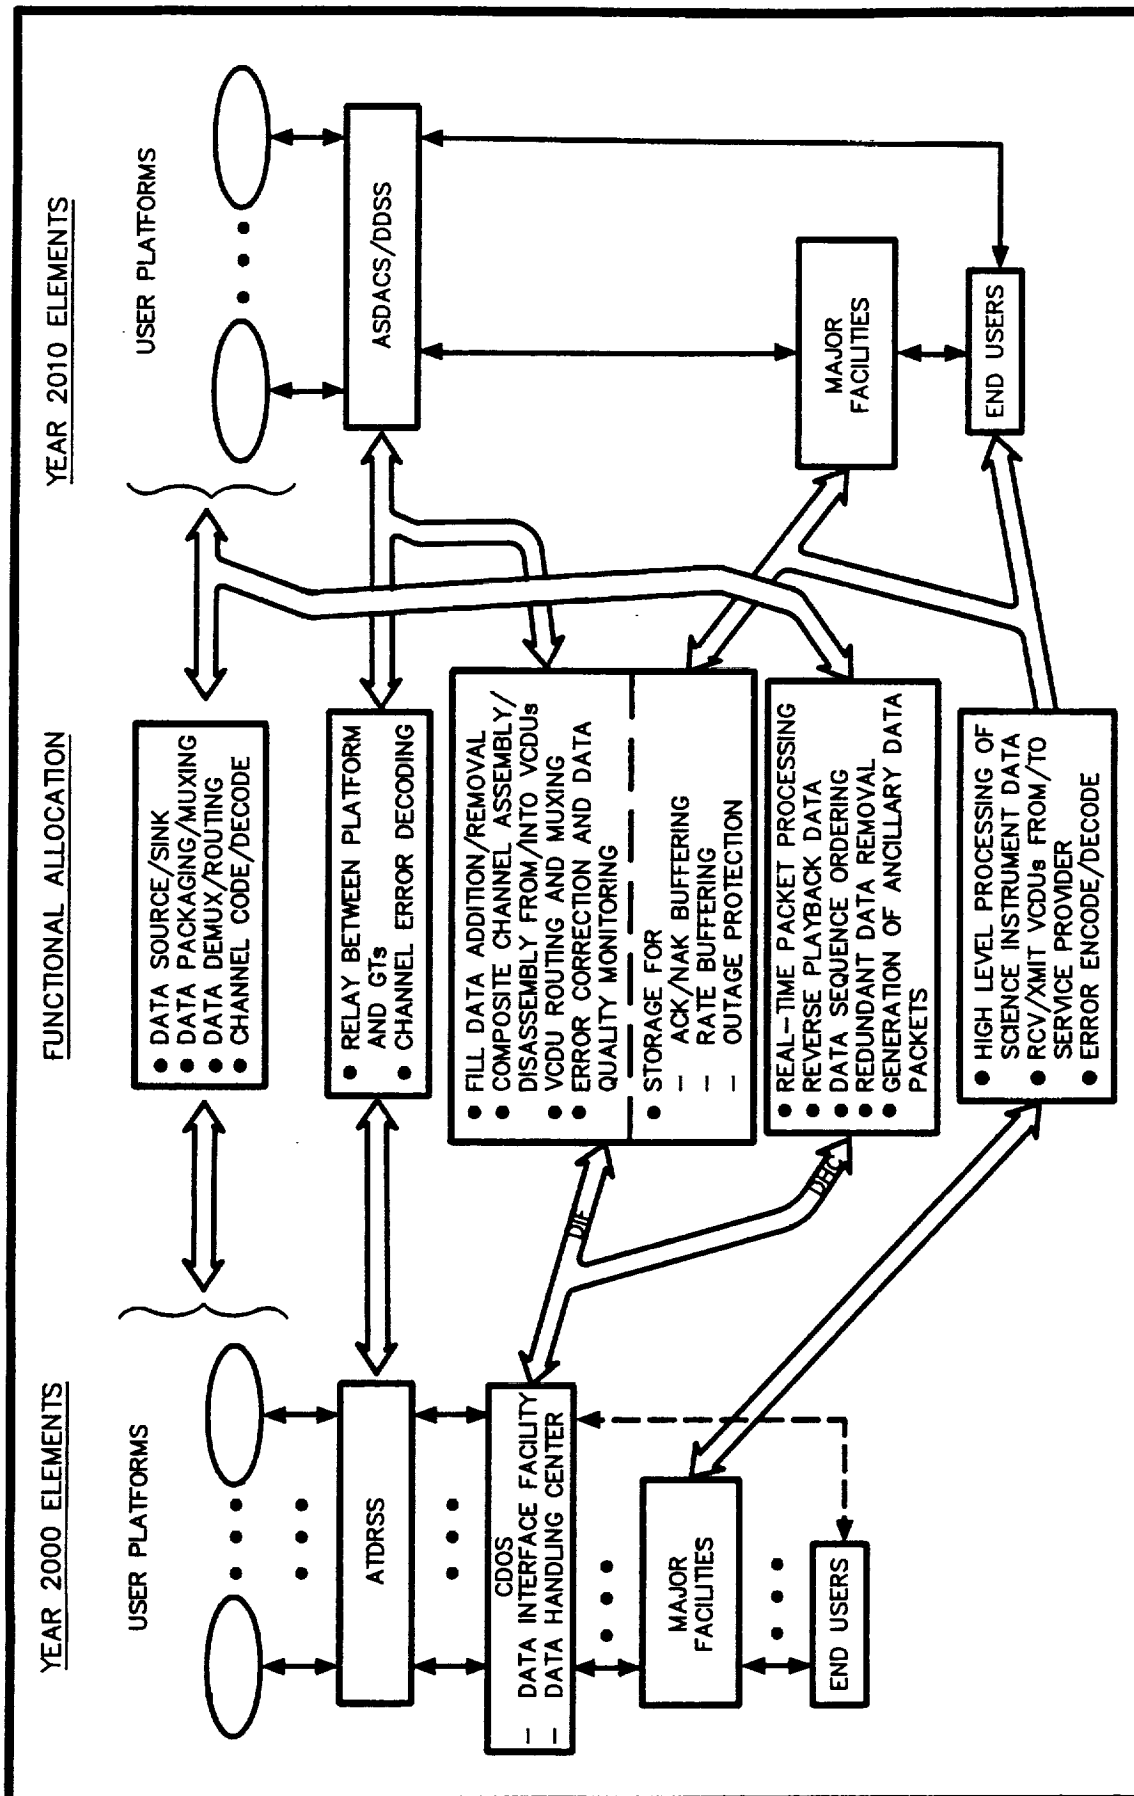 YEAR 2000 ELEMENTS
USER PLATFORMS
ATDRSS
CDOS
— DATA INTERFACE FACILITY
— DATA HANDLING CENTER
MAJOR
FACILITIES
END USERS
FUNCTIONAL ALLOCATION
● DATA SOURCE/SINK
● DATA PACKAGING/MUXING
● DATA DEMUX/ROUTING
● CHANNEL CODE/DECODE
● RELAY BETWEEN PLATFORM
AND GTs
● CHANNEL ERROR DECODING
● FILL DATA ADDITION/REMOVAL
● COMPOSITE CHANNEL ASSEMBLY/
DISASSEMBLY FROM/INTO VCDUs
● VCDU ROUTING AND MUXING
● ERROR CORRECTION AND DATA
QUALITY MONITORING
● STORAGE FOR
— ACK/NAK BUFFERING
— RATE BUFFERING
— OUTAGE PROTECTION
● REAL-TIME PACKET PROCESSING
● REVERSE PLAYBACK DATA
● DATA SEQUENCE ORDERING
● REDUNDANT DATA REMOVAL
● GENERATION OF ANCILLARY DATA
PACKETS
● HIGH LEVEL PROCESSING OF
SCIENCE INSTRUMENT DATA
● RCV/XMIT VCDUs FROM/TO
SERVICE PROVIDER
● ERROR ENCODE/DECODE
DIF
DHC
YEAR 2010 ELEMENTS
USER PLATFORMS
ASDACS/DDSS
MAJOR
FACILITIES
END USERS